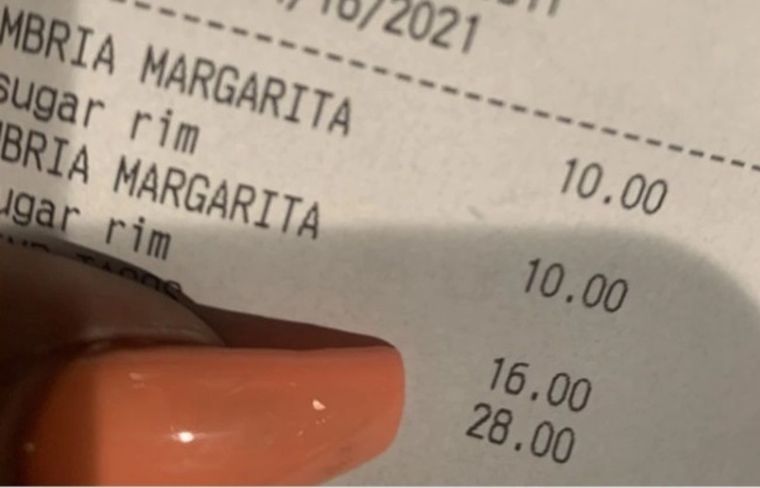 /16/2021
MBRIA MARGARITA 10.00
sugar rim
BRIA MARGARITA 10.00
ugar rim
16.00
28.00